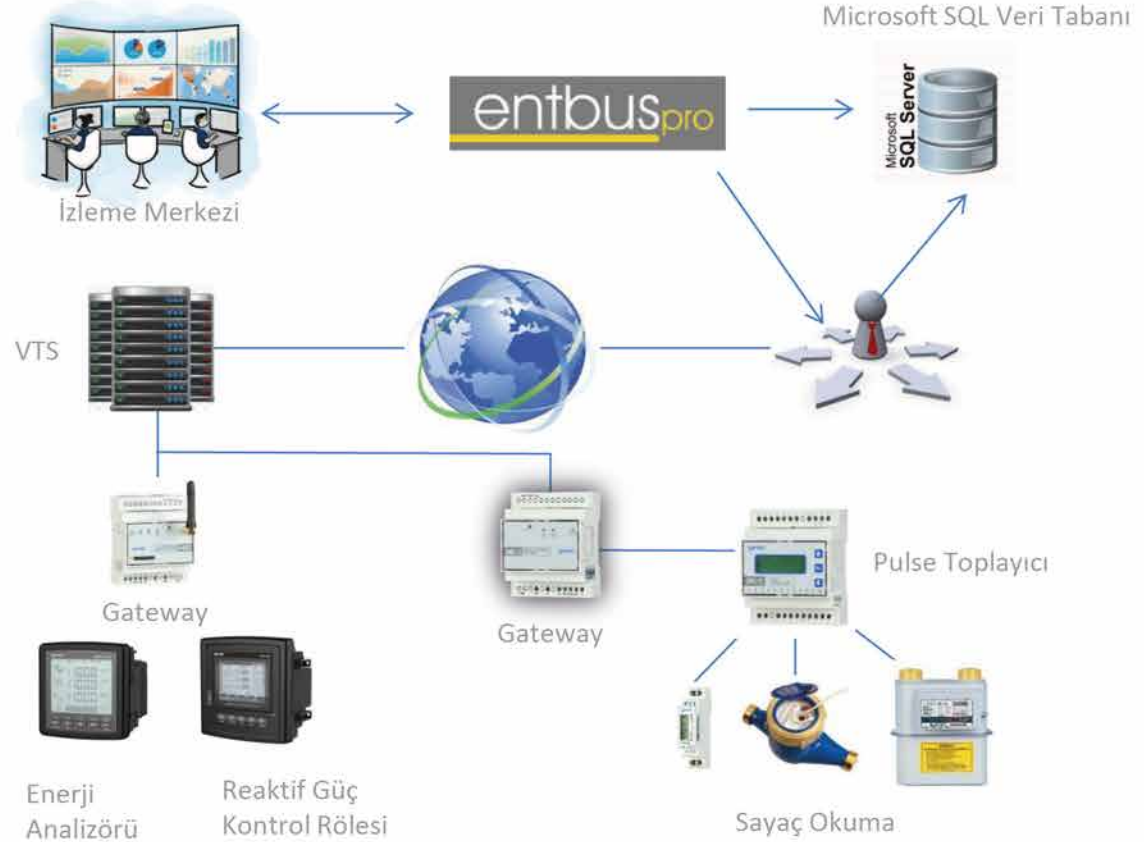 Microsoft SQL Veri Tabanı
entbuspro
Microsoft
SQL Server
İzleme Merkezi
VTS
Gateway
Gateway
Pulse Toplayıcı
Enerji
Analizörü
Reaktif Güç
Kontrol Rölesi
Sayaç Okuma